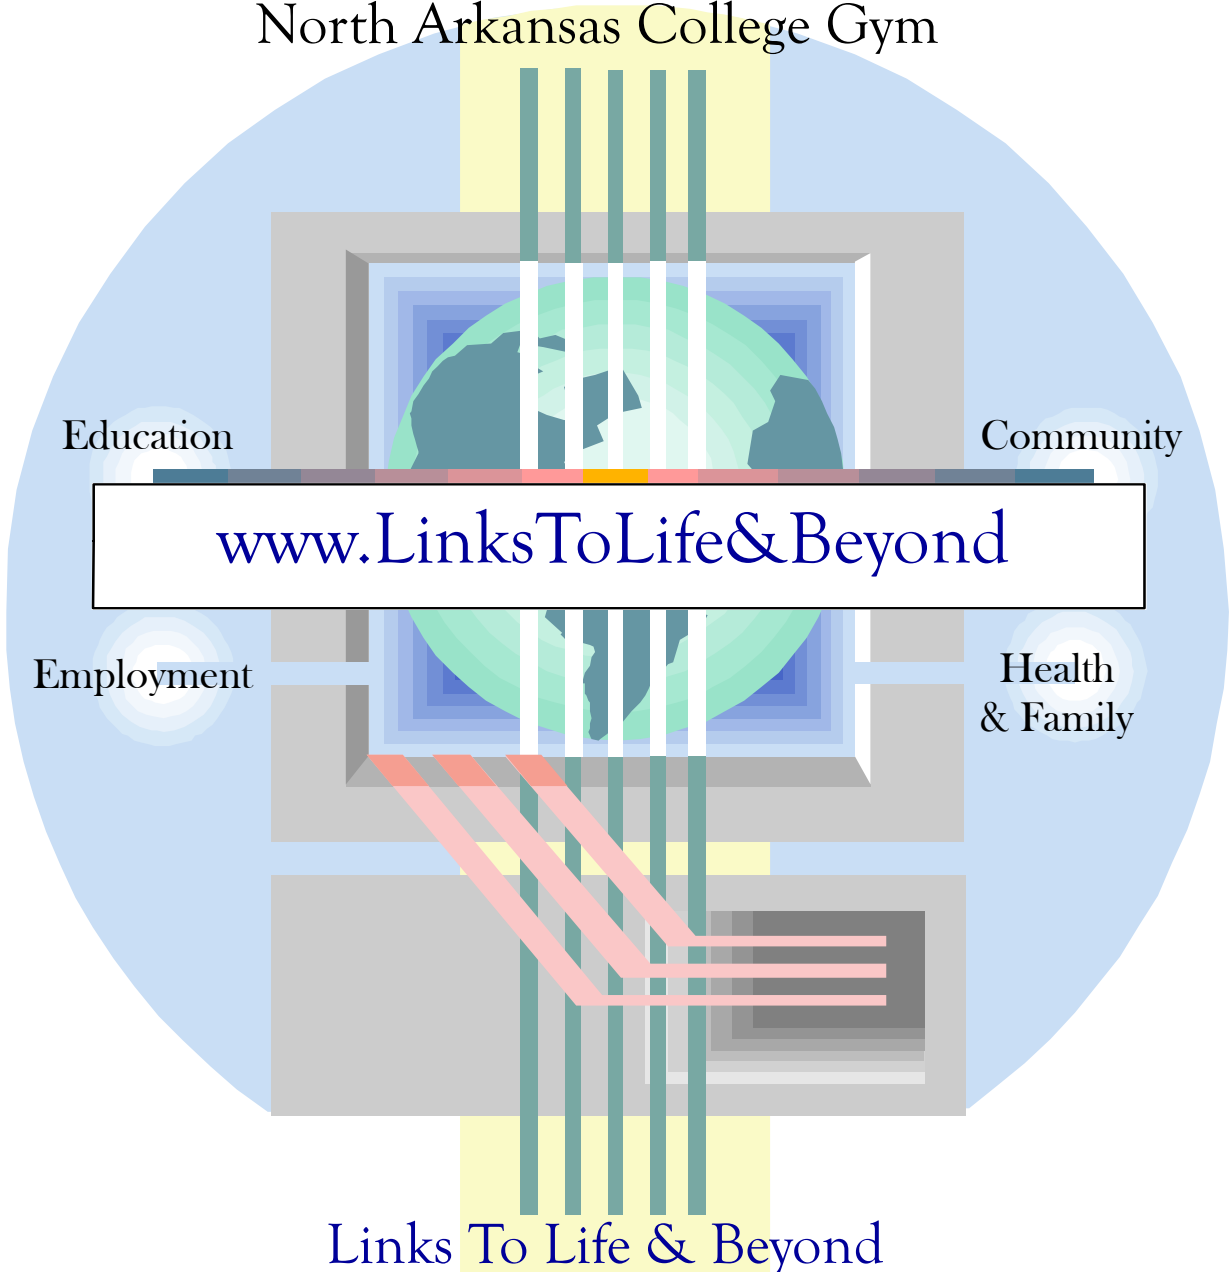 North Arkansas College Gym
Education
Community
www.LinksToLife&Beyond
Employment
Health
& Family
Links To Life & Beyond